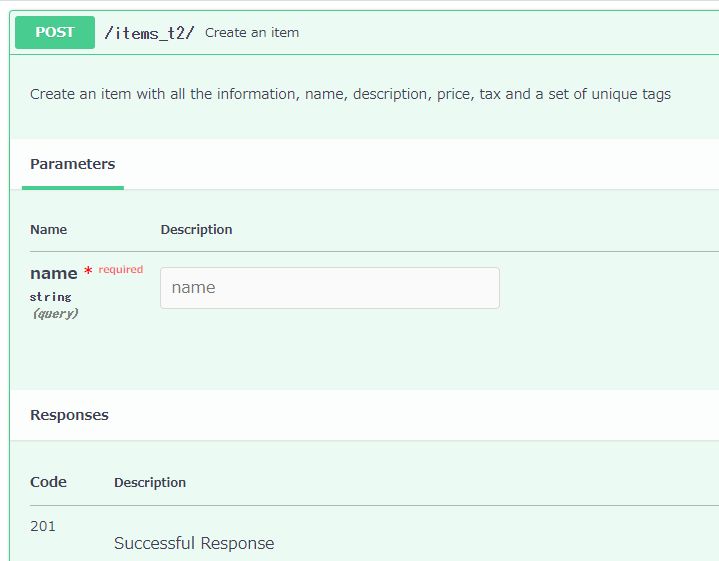 POST /items_t2/ Create an item
Create an item with all the information, name, description, price, tax and a set of unique tags
Parameters
Name Description
name * required
string
(query)
name
Responses
Code Description
201
Successful Response